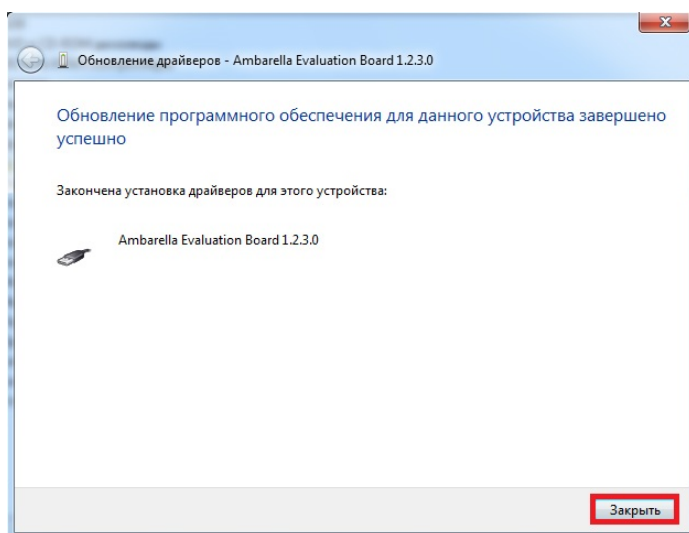 Обновление драйверов - Ambarella Evaluation Board 1.2.3.0
Обновление программного обеспечения для данного устройства завершено
успешно
Закончена установка драйверов для этого устройства:
Ambarella Evaluation Board 1.2.3.0
Закрыть